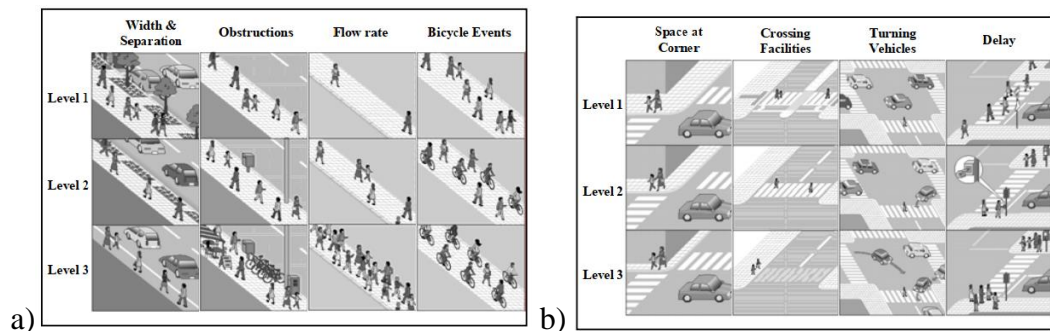 Width & Separation Obstructions Flow rate Bicycle Events
Level 1
Level 2
Level 3
a)
Space at Corner Crossing Facilities Turning Vehicles Delay
Level 1
Level 2
Level 3
b)